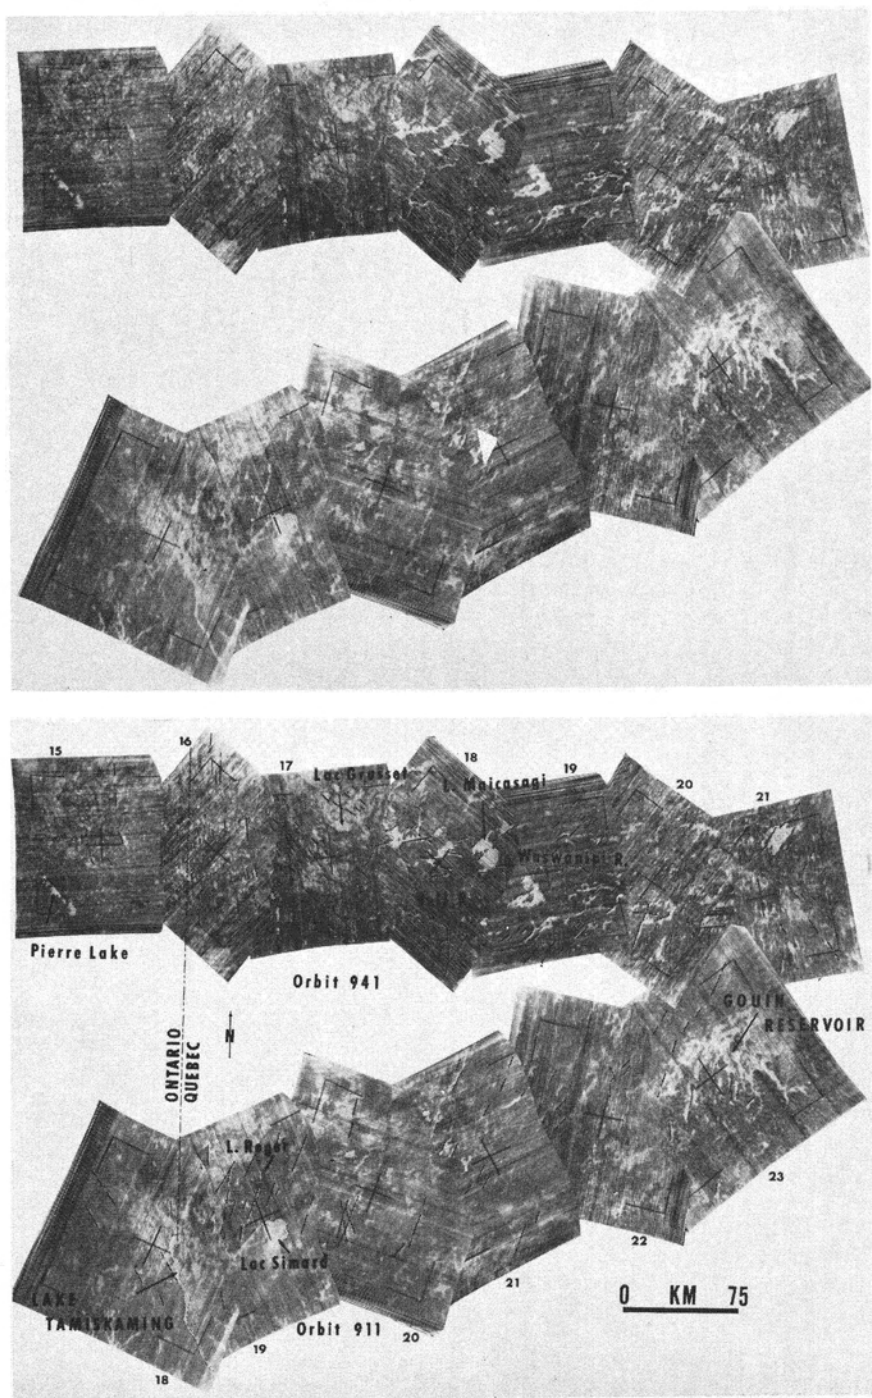 15
16
17
18
19
20
21
Lac Grasset
L. Maicasagi
Waswanipi R.
Pierre Lake
Orbit 941
N
ONTARIO
QUEBEC
GOUIN
RESERVOIR
L. Roger
Lac Simard
LAKE
TAMISKAMING
18
19
Orbit 911
20
21
22
23
0 KM 75